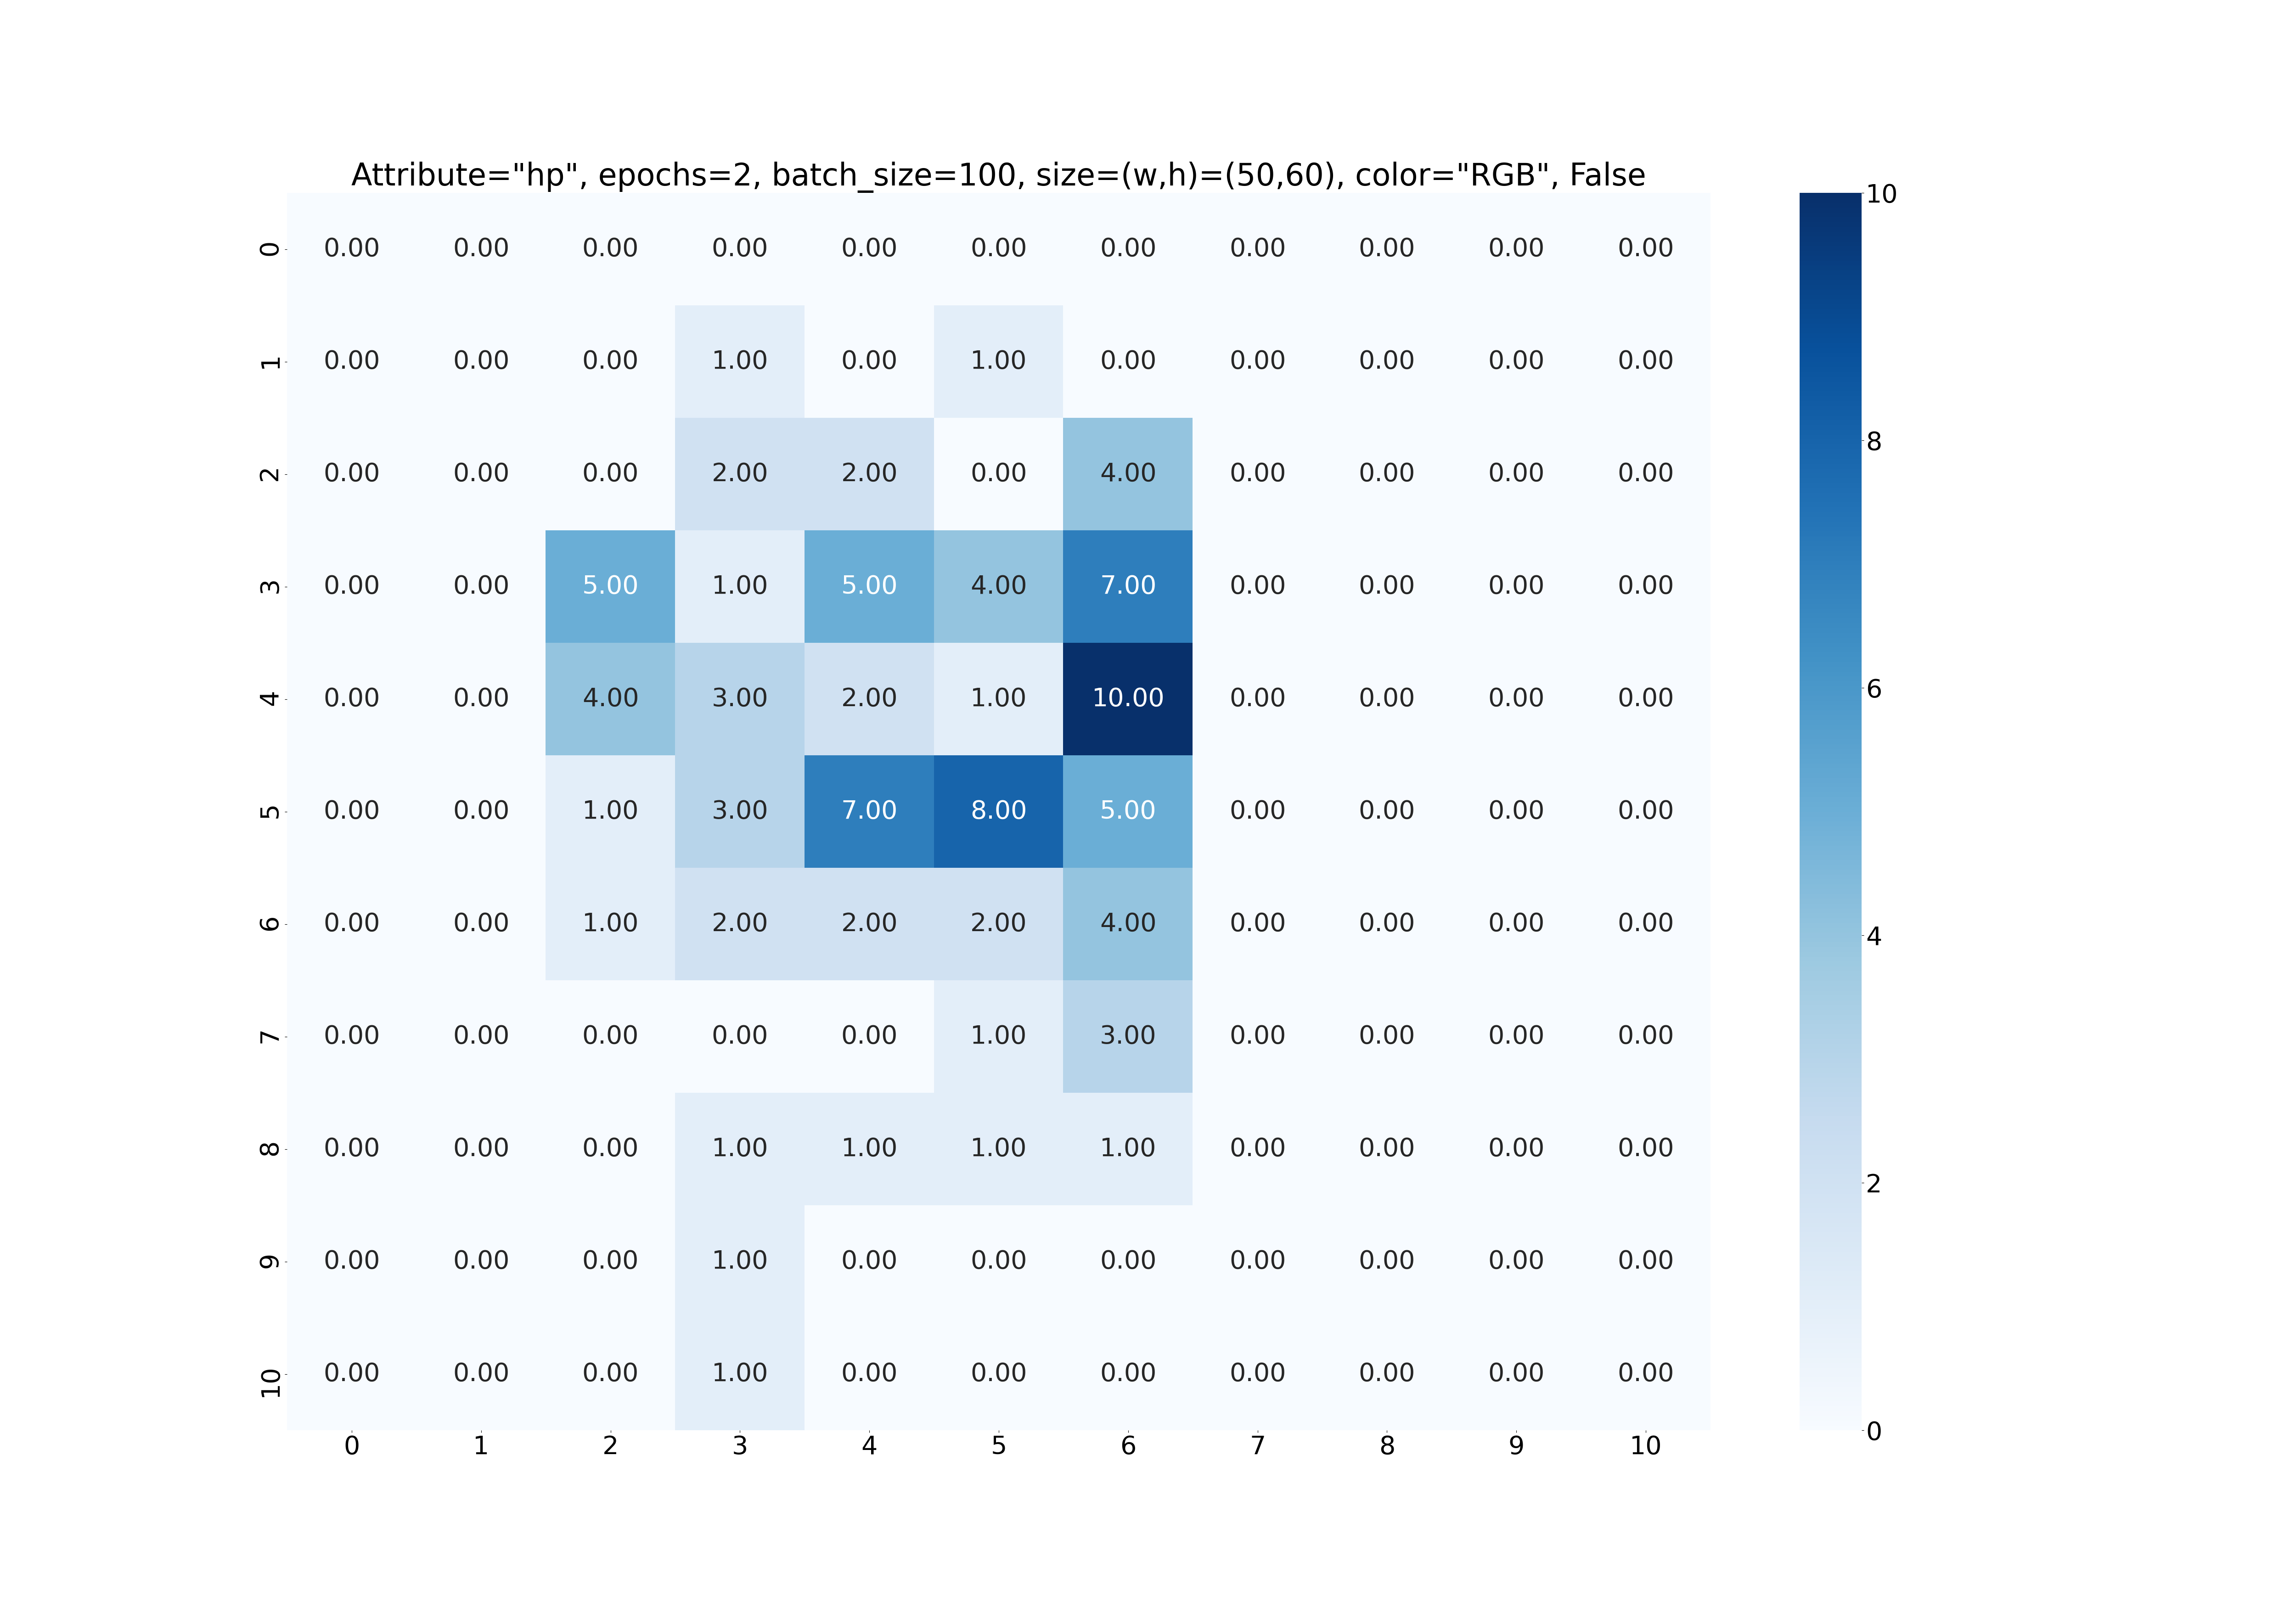 Attribute="hp", epochs=2, batch_size=100, size=(w,h)=(50,60), color="RGB", False
0 0.00 0.00 0.00 0.00 0.00 0.00 0.00 0.00 0.00 0.00 0.00
1 0.00 0.00 0.00 1.00 0.00 1.00 0.00 0.00 0.00 0.00 0.00
2 0.00 0.00 0.00 2.00 2.00 0.00 4.00 0.00 0.00 0.00 0.00
3 0.00 0.00 5.00 1.00 5.00 4.00 7.00 0.00 0.00 0.00 0.00
4 0.00 0.00 4.00 3.00 2.00 1.00 10.00 0.00 0.00 0.00 0.00
5 0.00 0.00 1.00 3.00 7.00 8.00 5.00 0.00 0.00 0.00 0.00
6 0.00 0.00 1.00 2.00 2.00 2.00 4.00 0.00 0.00 0.00 0.00
7 0.00 0.00 0.00 0.00 0.00 1.00 3.00 0.00 0.00 0.00 0.00
8 0.00 0.00 0.00 1.00 1.00 1.00 1.00 0.00 0.00 0.00 0.00
9 0.00 0.00 0.00 1.00 0.00 0.00 0.00 0.00 0.00 0.00 0.00
10 0.00 0.00 0.00 1.00 0.00 0.00 0.00 0.00 0.00 0.00 0.00
0 1 2 3 4 5 6 7 8 9 10
10
8
6
4
2
0